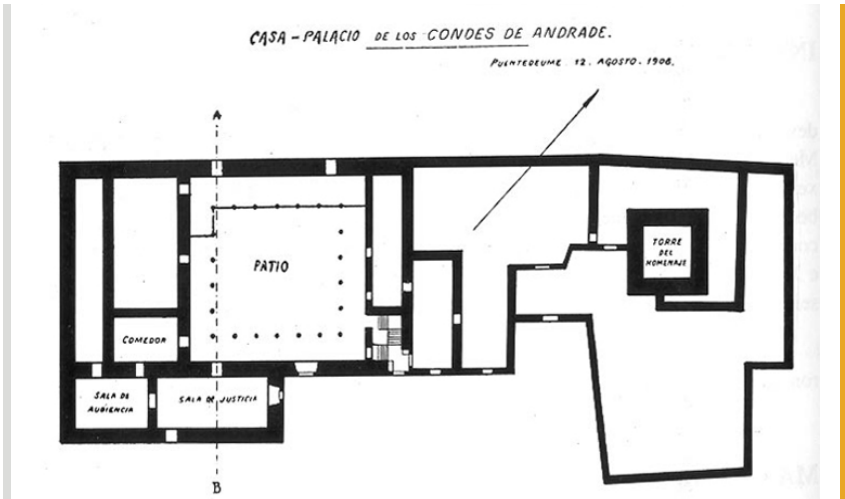 CASA-PALACIO DE LOS CONDES DE ANDRADE.
PUENTEDEUME 12. AGOSTO. 1908.
A
PATIO
TORRE
DEL
HOMENAJE
COMEDOR
SALA DE
AUDIENCIA
SALA DE JUSTICIA
B